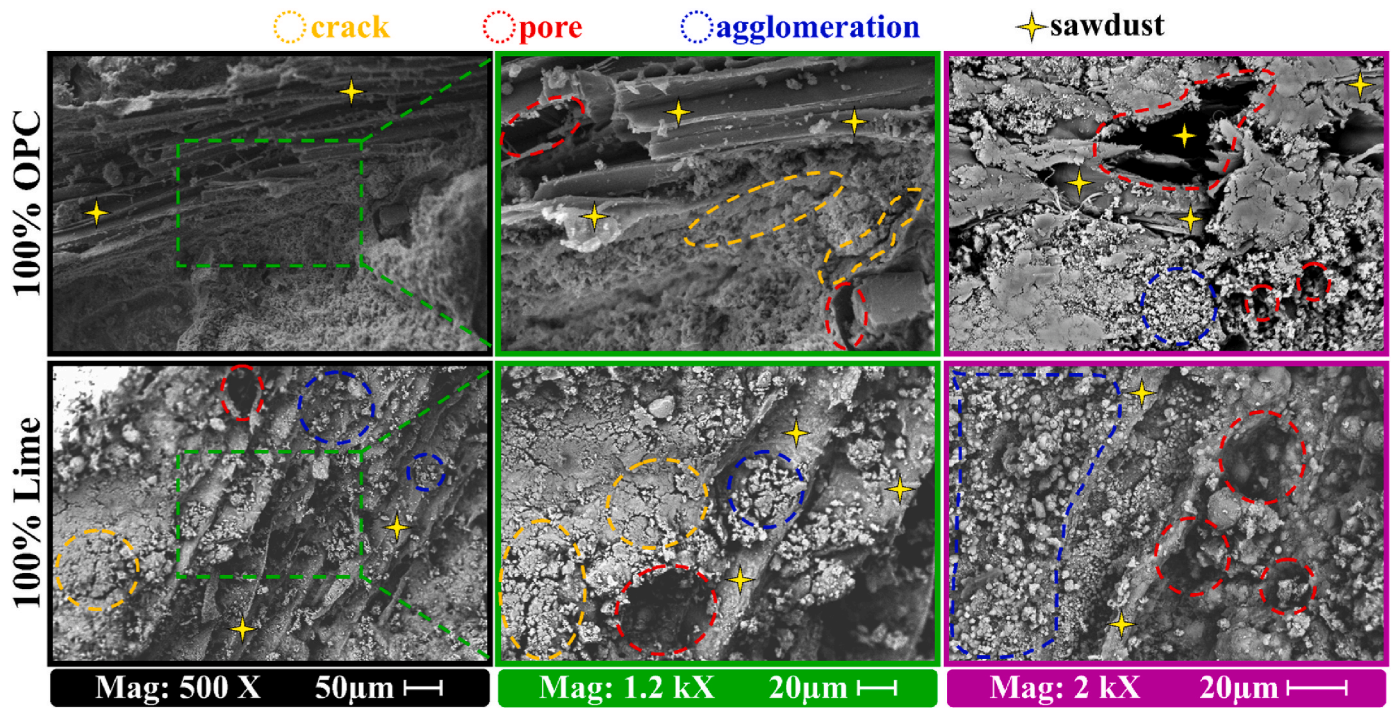 crack pore agglomeration sawdust
100% OPC
100% Lime
Mag: 500 X 50μm
Mag: 1.2 kX 20μm
Mag: 2 kX 20μm